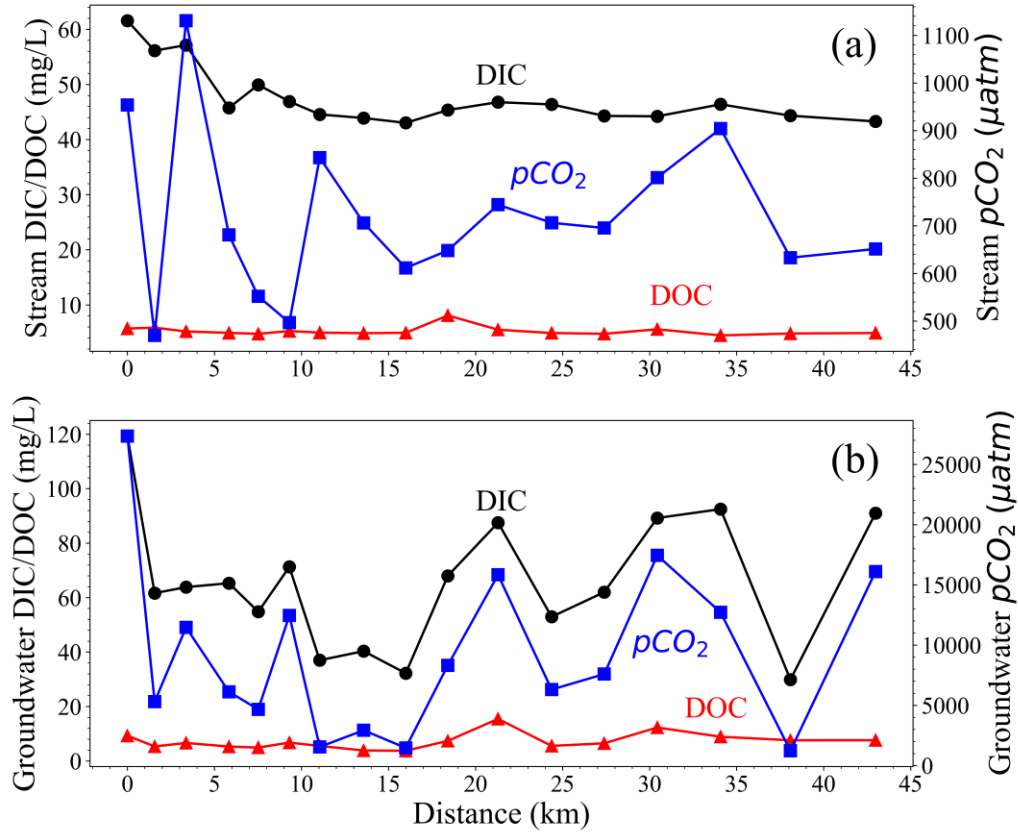 (a)
Stream DIC/DOC (mg/L)
60
50
40
30
20
10
DIC
pCO₂
DOC
1100
1000
900
800
700
600
500
Stream pCO₂ (µatm)
0 5 10 15 20 25 30 35 40 45
(b)
Groundwater DIC/DOC (mg/L)
120
100
80
60
40
20
0
DIC
pCO₂
DOC
25000
20000
15000
10000
5000
0
Groundwater pCO₂ (µatm)
0 5 10 15 20 25 30 35 40 45
Distance (km)